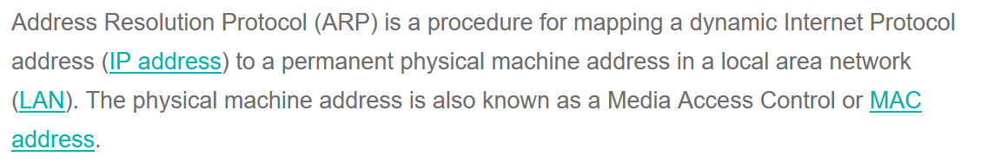 Address Resolution Protocol (ARP) is a procedure for mapping a dynamic Internet Protocol
address (IP address) to a permanent physical machine address in a local area network
(LAN). The physical machine address is also known as a Media Access Control or MAC
address.